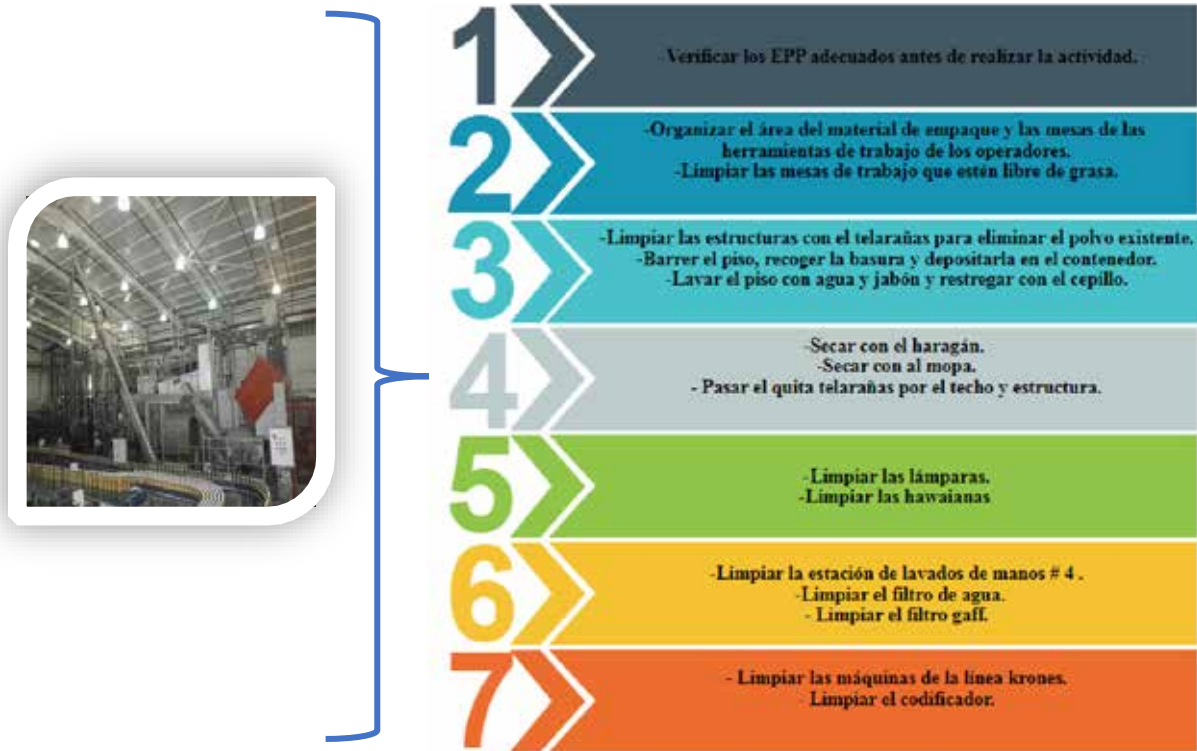 1
Verificar los EPP adecuados antes de realizar la actividad.
2
-Organizar el área del material de empaque y las mesas de las
herramientas de trabajo de los operadores.
-Limpiar las mesas de trabajo que estén libre de grasa.
3
-Limpiar las estructuras con el telarañas para eliminar el polvo existente.
-Barrer el piso, recoger la basura y depositarla en el contenedor.
-Lavar el piso con agua y jabón y restregar con el cepillo.
4
-Secar con el haragán.
-Secar con al mopa.
- Pasar el quita telarañas por el techo y estructura.
5
-Limpiar las lámparas.
-Limpiar las hawaianas
6
-Limpiar la estación de lavados de manos # 4 .
-Limpiar el filtro de agua.
- Limpiar el filtro gaff.
7
- Limpiar las máquinas de la línea krones.
- Limpiar el codificador.